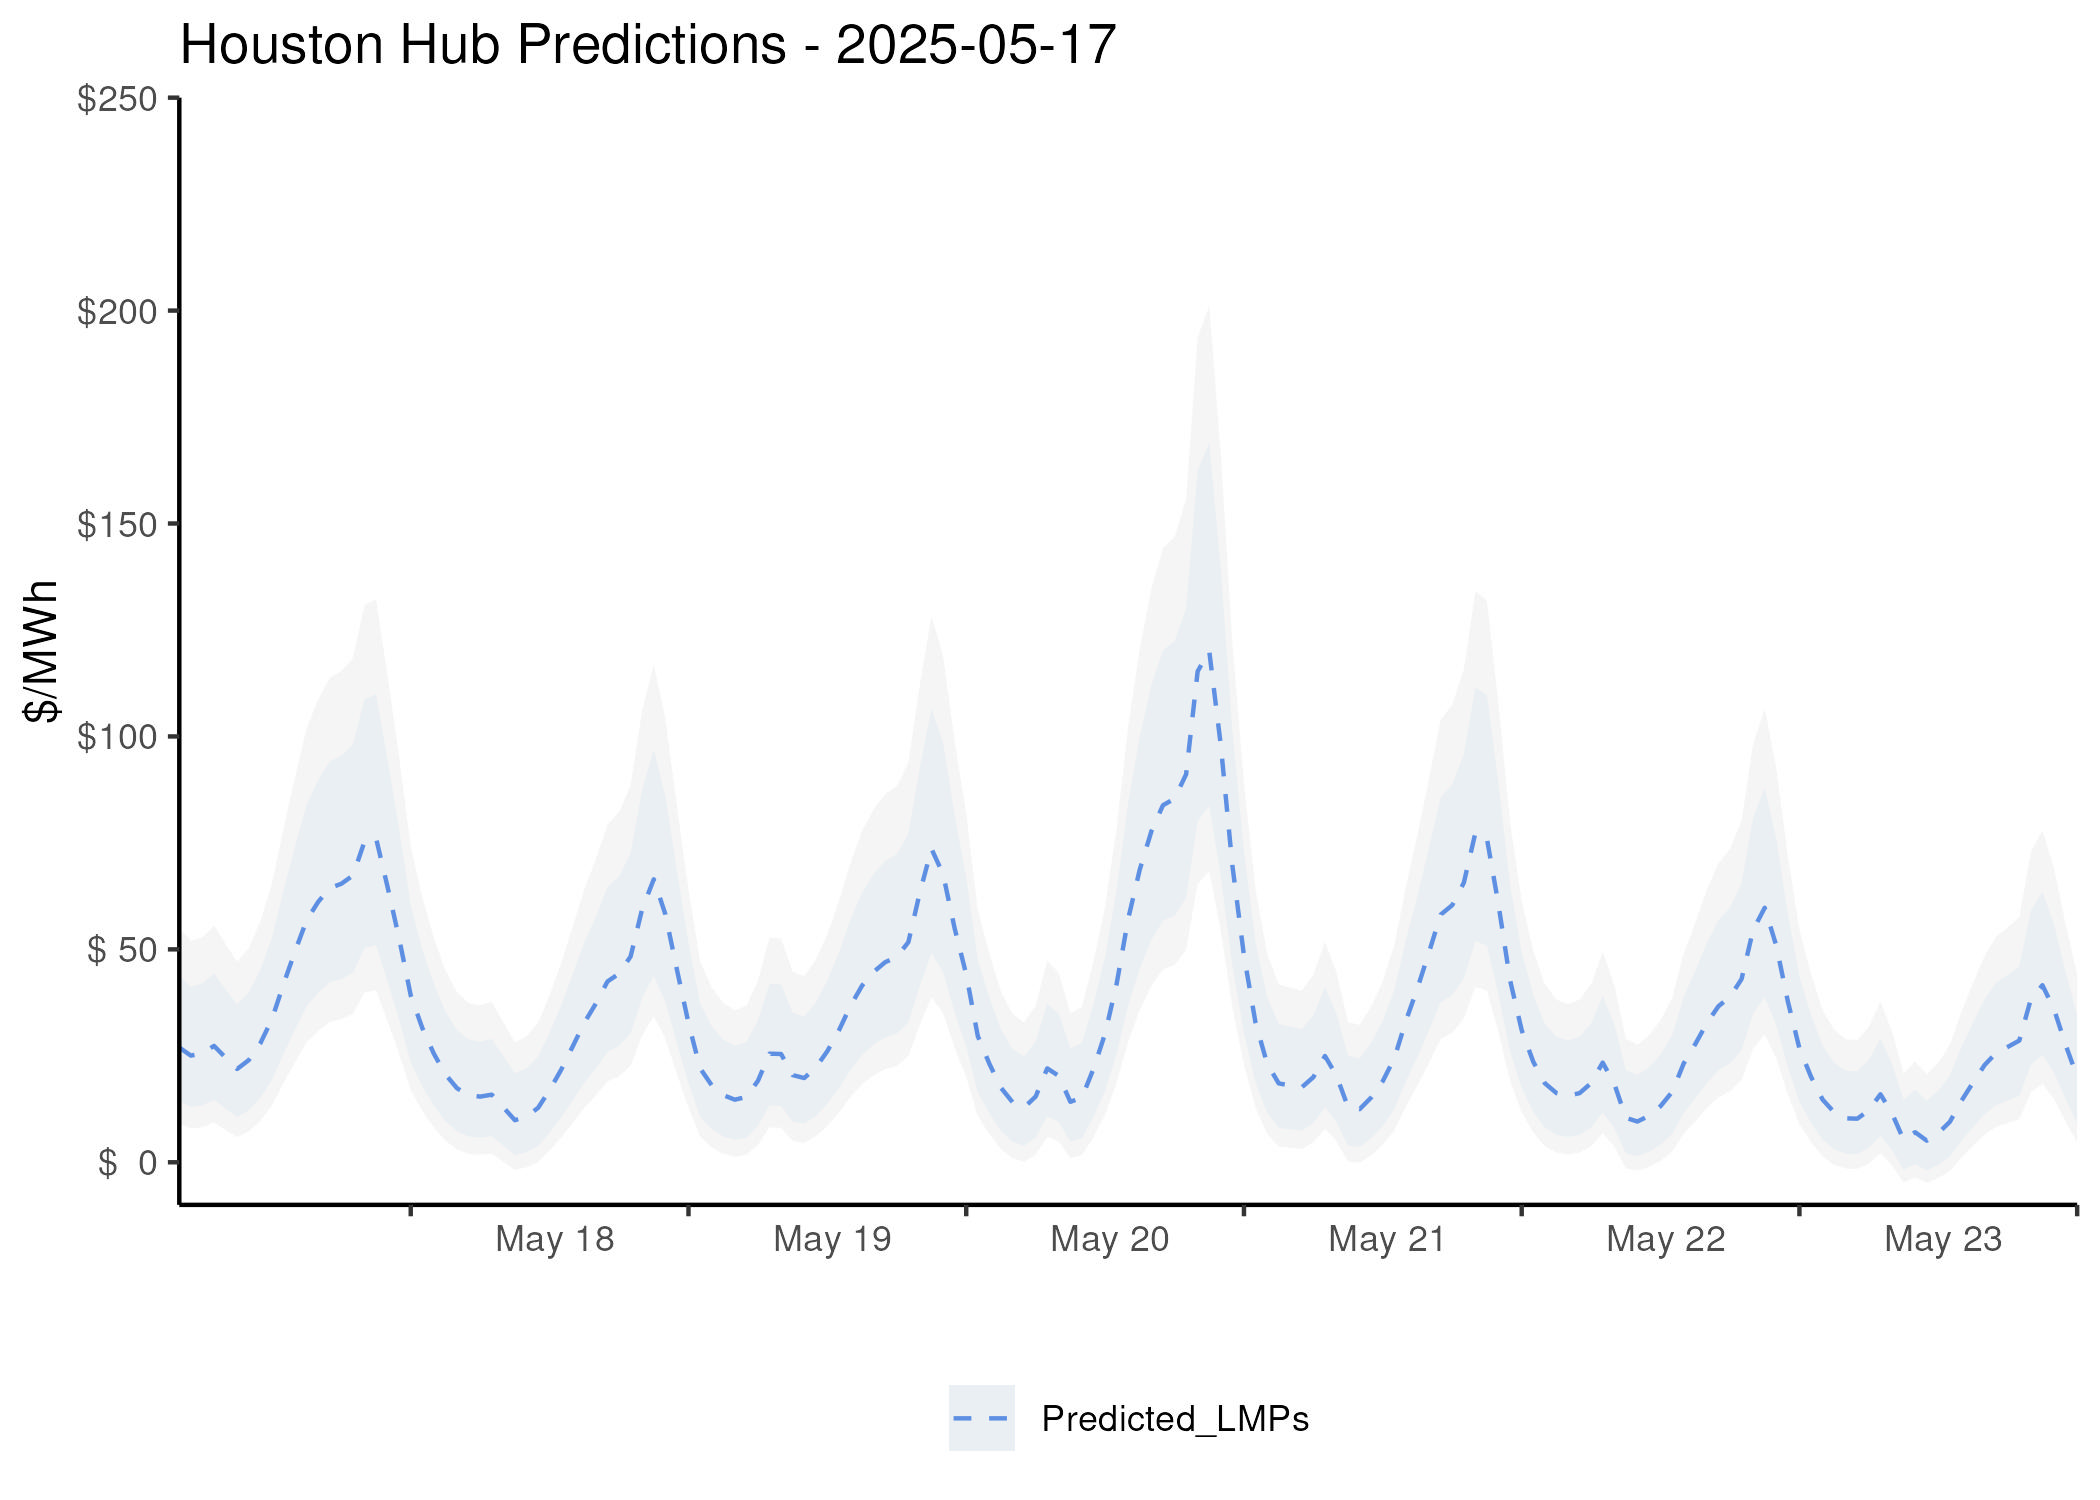 Houston Hub Predictions - 2025-05-17
$250
$200
$150
$100
$ 50
$  0
$/MWh
May 18
May 19
May 20
May 21
May 22
May 23
Predicted_LMPs